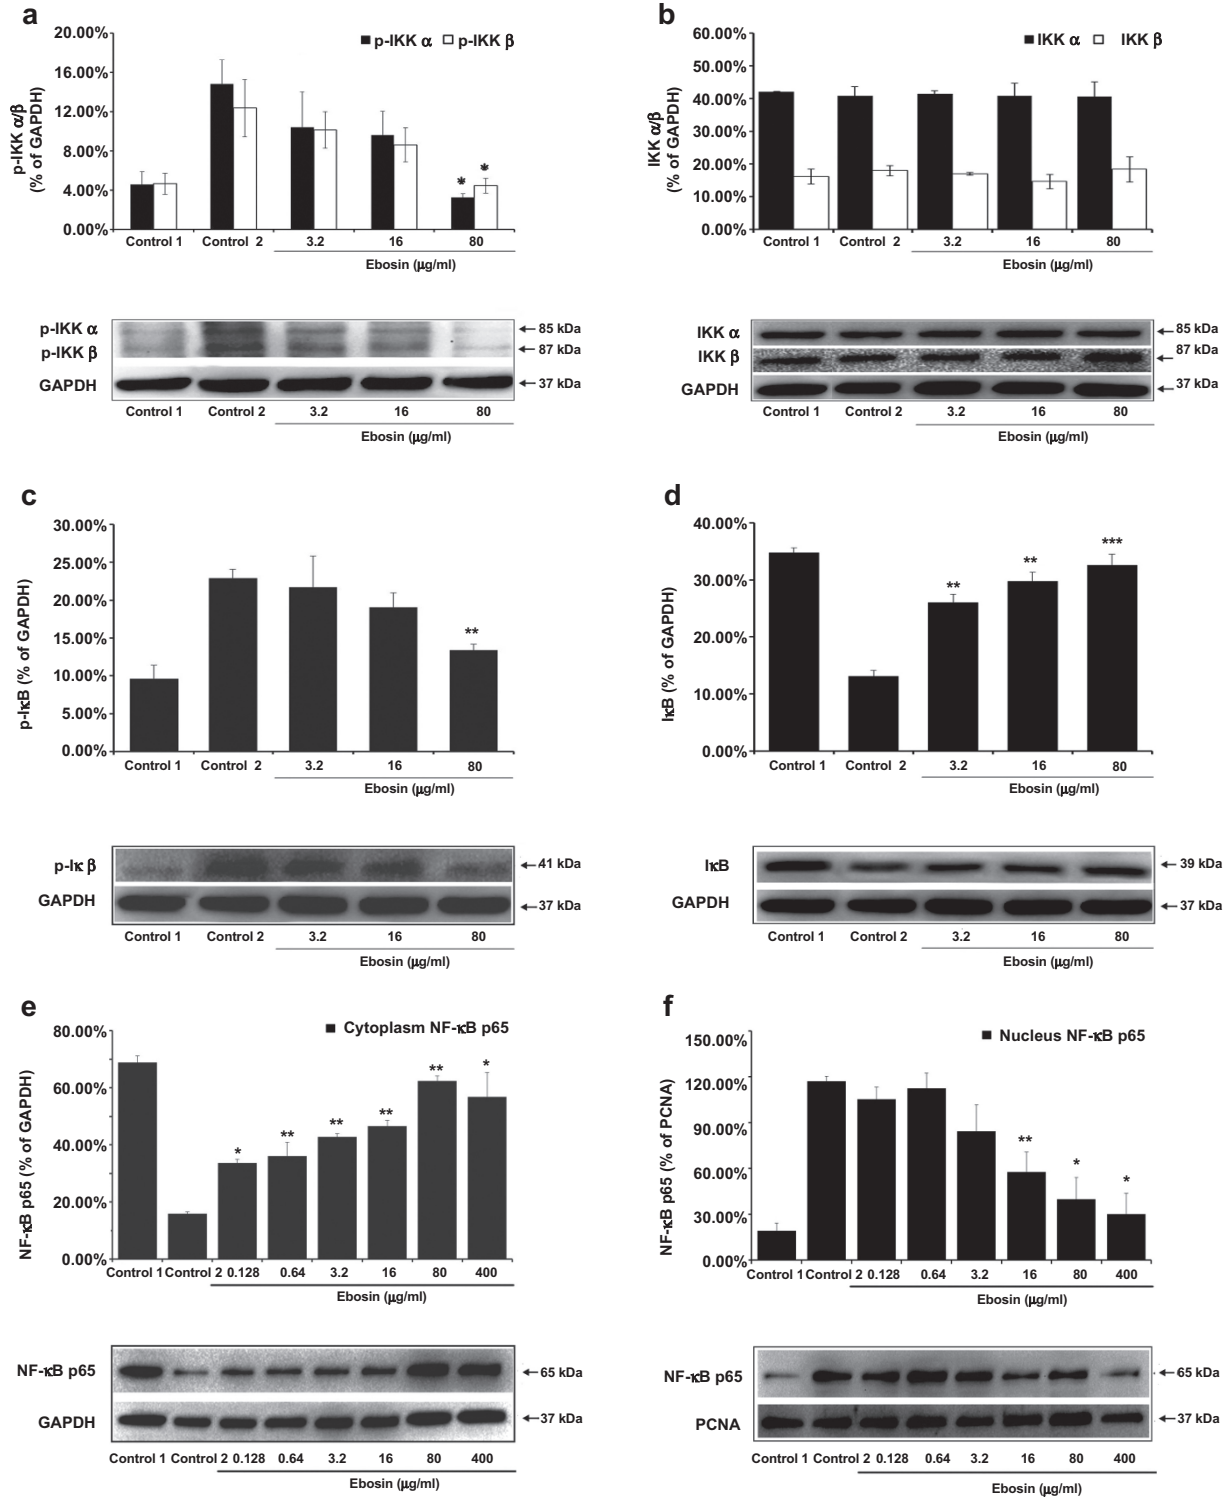 a
20.00%
16.00%
12.00%
8.00%
4.00%
0.00%
p-IKK α/β
(% of GAPDH)
p-IKK α p-IKK β
* *
Control 1 Control 2 3.2 16 80
Ebosin (µg/ml)
p-IKK α
p-IKK β
GAPDH
85 kDa
87 kDa
37 kDa
Control 1 Control 2 3.2 16 80
Ebosin (µg/ml)
b
60.00%
50.00%
40.00%
30.00%
20.00%
10.00%
0.00%
IKK α/β
(% of GAPDH)
IKK α IKK β
Control 1 Control 2 3.2 16 80
Ebosin (µg/ml)
IKK α
IKK β
GAPDH
85 kDa
87 kDa
37 kDa
Control 1 Control 2 3.2 16 80
Ebosin (µg/ml)
c
30.00%
25.00%
20.00%
15.00%
10.00%
5.00%
0.00%
p-IκB (% of GAPDH)
**
Control 1 Control 2 3.2 16 80
Ebosin (µg/ml)
p-Iκ β
GAPDH
41 kDa
37 kDa
Control 1 Control 2 3.2 16 80
Ebosin (µg/ml)
d
40.00%
30.00%
20.00%
10.00%
0.00%
IκB (% of GAPDH)
** ** ***
Control 1 Control 2 3.2 16 80
Ebosin (µg/ml)
IκB
GAPDH
39 kDa
37 kDa
Control 1 Control 2 3.2 16 80
Ebosin (µg/ml)
e
80.00%
60.00%
40.00%
20.00%
0.00%
NF-κB p65 (% of GAPDH)
Cytoplasm NF-κB p65
* ** ** ** ** *
Control 1 Control 2 0.128 0.64 3.2 16 80 400
Ebosin (µg/ml)
NF-κB p65
GAPDH
65 kDa
37 kDa
Control 1 Control 2 0.128 0.64 3.2 16 80 400
Ebosin (µg/ml)
f
150.00%
120.00%
90.00%
60.00%
30.00%
0.00%
NF-κB p65 (% of PCNA)
Nucleus NF-κB p65
** * *
Control 1 Control 2 0.128 0.64 3.2 16 80 400
Ebosin (µg/ml)
NF-κB p65
PCNA
65 kDa
37 kDa
Control 1 Control 2 0.128 0.64 3.2 16 80 400
Ebosin (µg/ml)